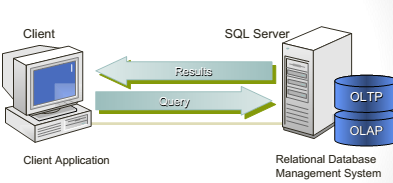 Client
SQL Server
Results
Query
OLTP
OLAP
Client Application
Relational Database
Management System